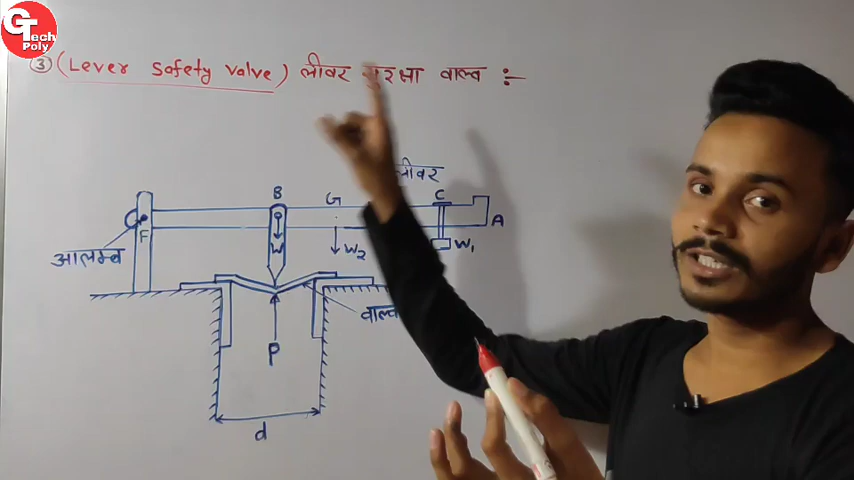 GTech Poly
③ (Lever Safety valve) लीवर सुरक्षा वाल्व :-
लीवर
B
G
C
A
F
W
W₂
W₁
आलम्ब
वाल्व
P
d